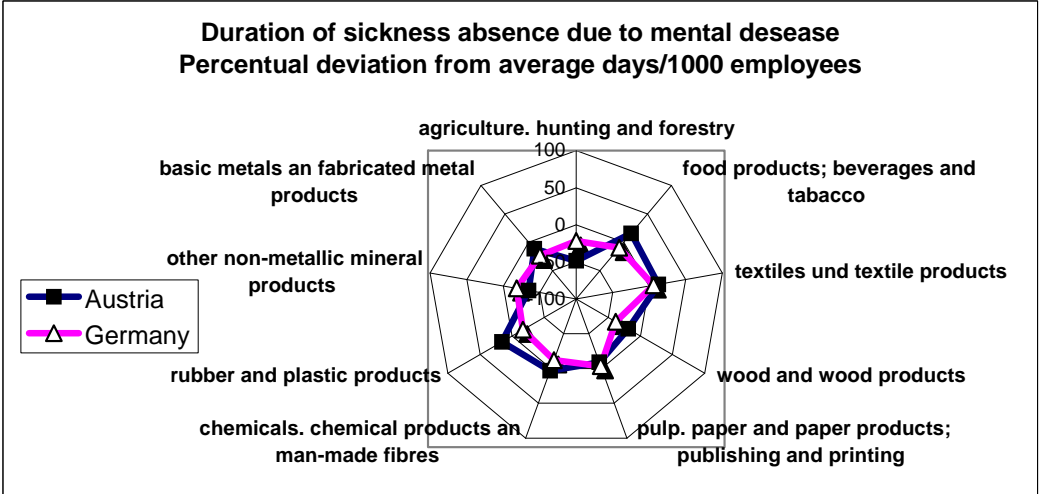 Duration of sickness absence due to mental desease
Percentual deviation from average days/1000 employees
agriculture. hunting and forestry
100
basic metals an fabricated metal
products
food products; beverages and
tabacco
50
0
other non-metallic mineral
products
textiles und textile products
Austria
Germany
rubber and plastic products
wood and wood products
chemicals. chemical products an
man-made fibres
pulp. paper and paper products;
publishing and printing